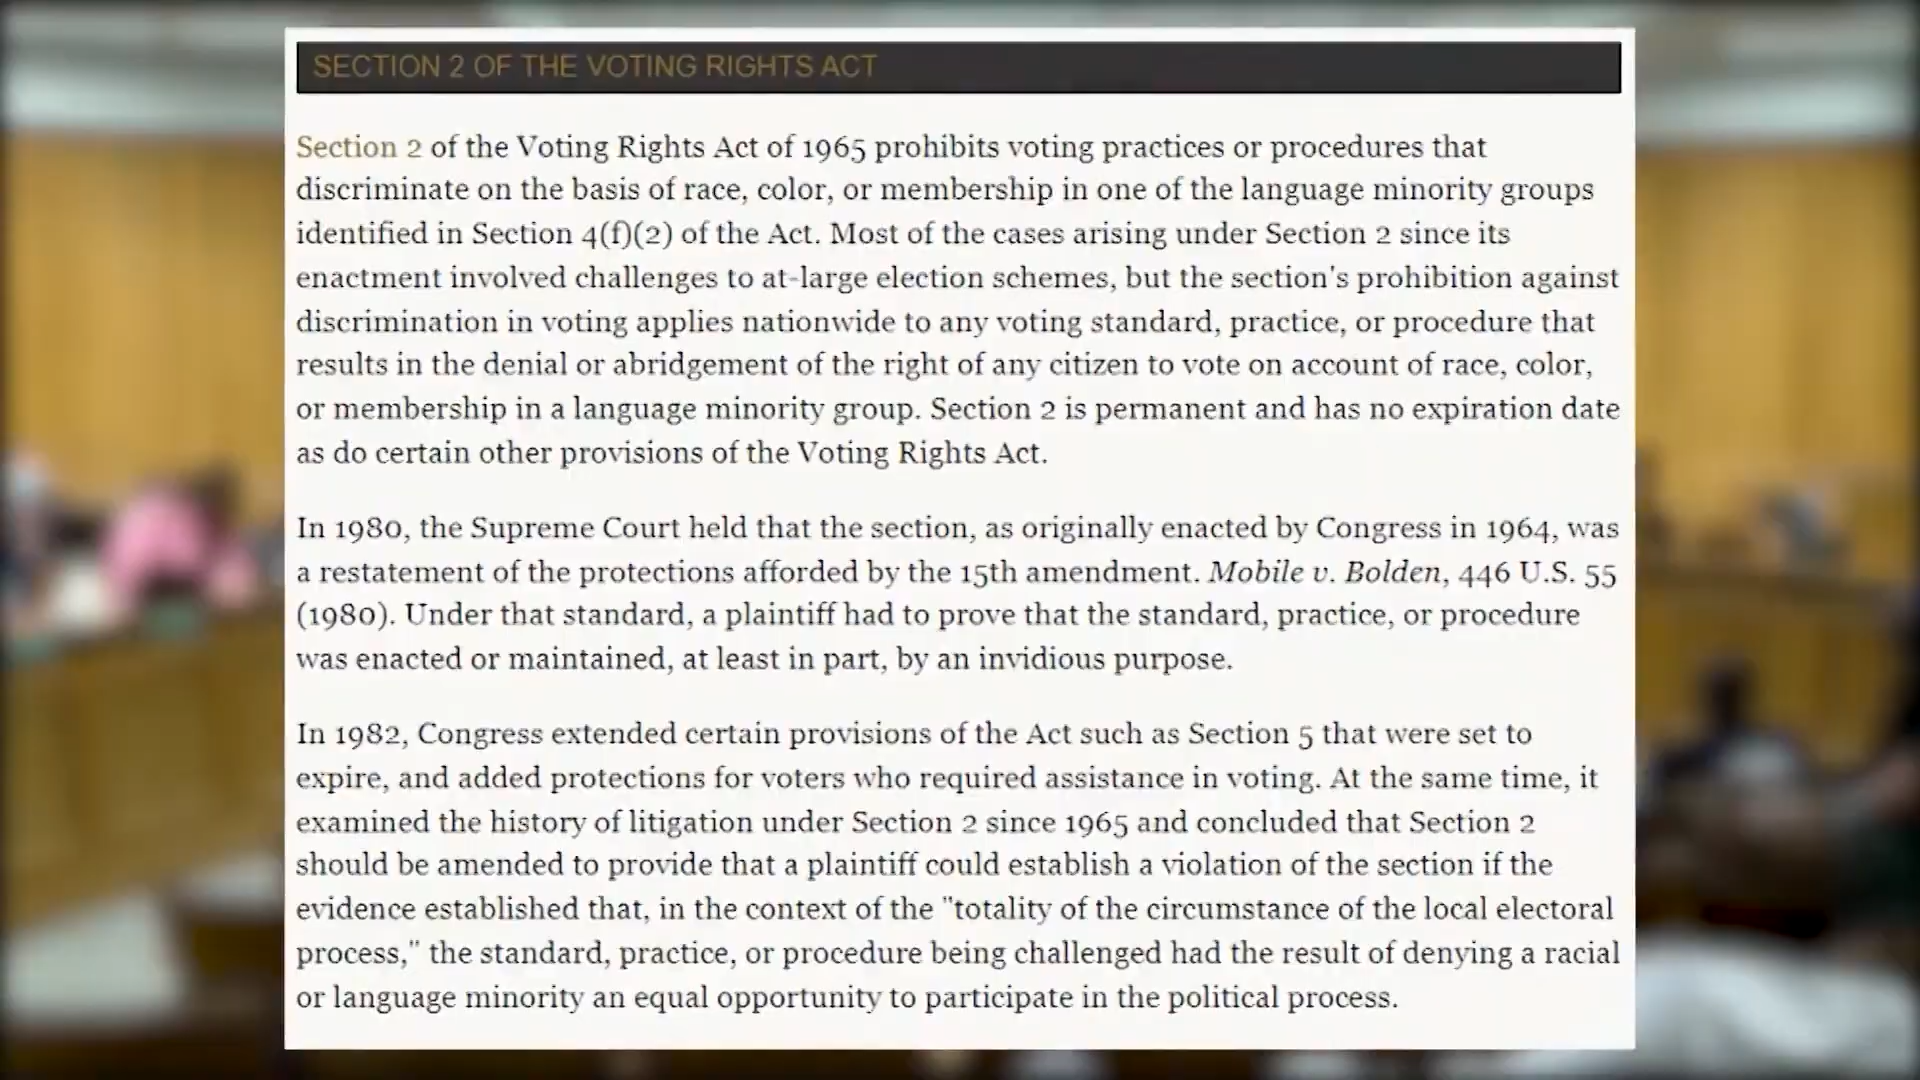 SECTION 2 OF THE VOTING RIGHTS ACT
Section 2 of the Voting Rights Act of 1965 prohibits voting practices or procedures that
discriminate on the basis of race, color, or membership in one of the language minority groups
identified in Section 4(f)(2) of the Act. Most of the cases arising under Section 2 since its
enactment involved challenges to at-large election schemes, but the section's prohibition against
discrimination in voting applies nationwide to any voting standard, practice, or procedure that
results in the denial or abridgement of the right of any citizen to vote on account of race, color,
or membership in a language minority group. Section 2 is permanent and has no expiration date
as do certain other provisions of the Voting Rights Act.
In 1980, the Supreme Court held that the section, as originally enacted by Congress in 1964, was
a restatement of the protections afforded by the 15th amendment. Mobile v. Bolden, 446 U.S. 55
(1980). Under that standard, a plaintiff had to prove that the standard, practice, or procedure
was enacted or maintained, at least in part, by an invidious purpose.
In 1982, Congress extended certain provisions of the Act such as Section 5 that were set to
expire, and added protections for voters who required assistance in voting. At the same time, it
examined the history of litigation under Section 2 since 1965 and concluded that Section 2
should be amended to provide that a plaintiff could establish a violation of the section if the
evidence established that, in the context of the "totality of the circumstance of the local electoral
process," the standard, practice, or procedure being challenged had the result of denying a racial
or language minority an equal opportunity to participate in the political process.